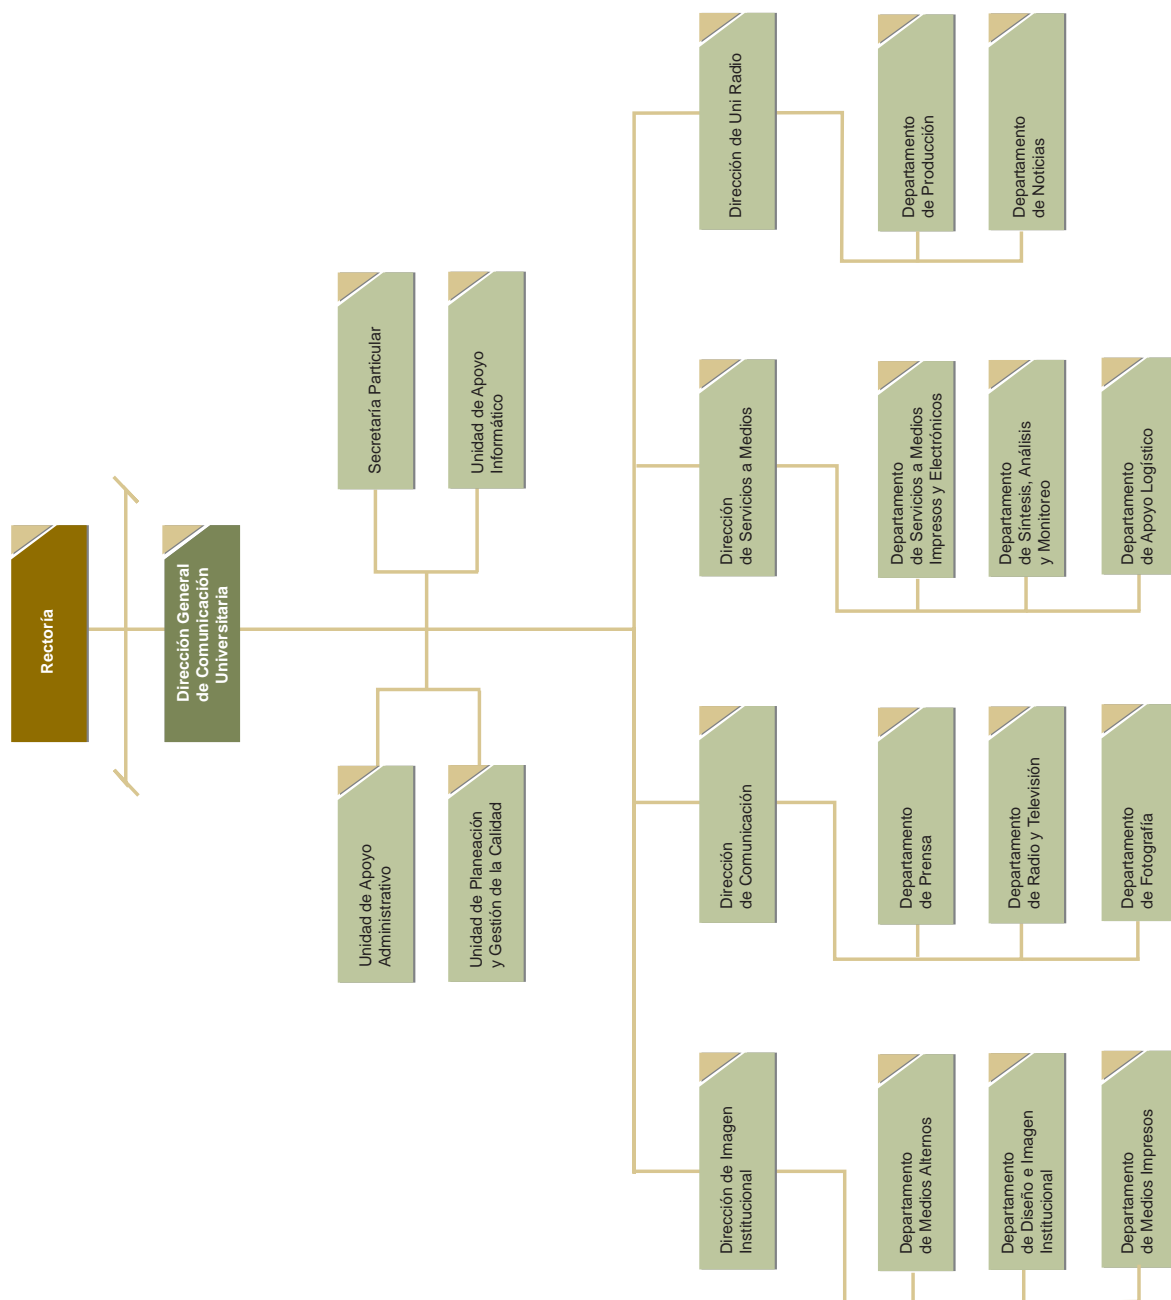 Rectoría
Dirección General
de Comunicación
Universitaria
Unidad de Apoyo
Administrativo
Unidad de Planeación
y Gestión de la Calidad
Secretaría Particular
Unidad de Apoyo
Informático
Dirección de Imagen
Institucional
Departamento
de Medios Alternos
Departamento
de Diseño e Imagen
Institucional
Departamento
de Medios Impresos
Dirección
de Comunicación
Departamento
de Prensa
Departamento
de Radio y Televisión
Departamento
de Fotografía
Dirección
de Servicios a Medios
Departamento
de Servicios a Medios
Impresos y Electrónicos
Departamento
de Síntesis, Análisis
y Monitoreo
Departamento
de Apoyo Logístico
Dirección de Uni Radio
Departamento
de Producción
Departamento
de Noticias